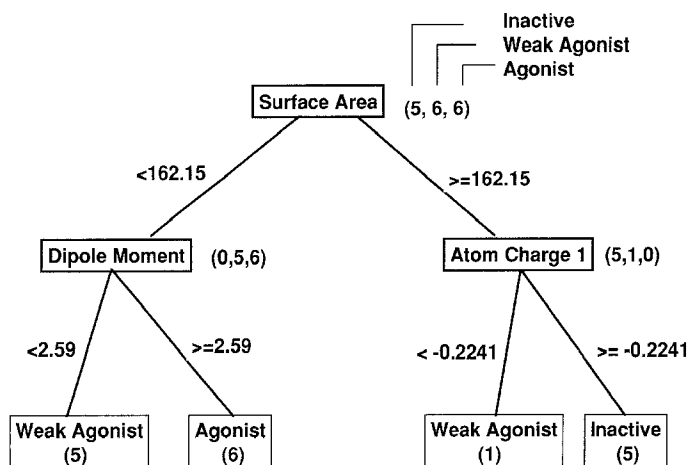 Inactive
Weak Agonist
Agonist
Surface Area (5, 6, 6)
<162.15
>=162.15
Dipole Moment (0,5,6)
Atom Charge 1 (5,1,0)
<2.59
>=2.59
< -0.2241
>= -0.2241
Weak Agonist
(5)
Agonist
(6)
Weak Agonist
(1)
Inactive
(5)